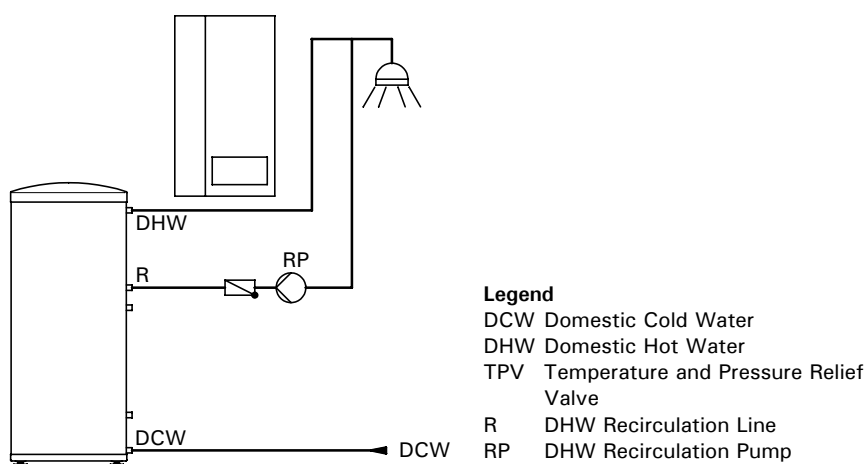 DHW
R
RP
DCW
DCW
Legend
DCW Domestic Cold Water
DHW Domestic Hot Water
TPV Temperature and Pressure Relief
Valve
R DHW Recirculation Line
RP DHW Recirculation Pump